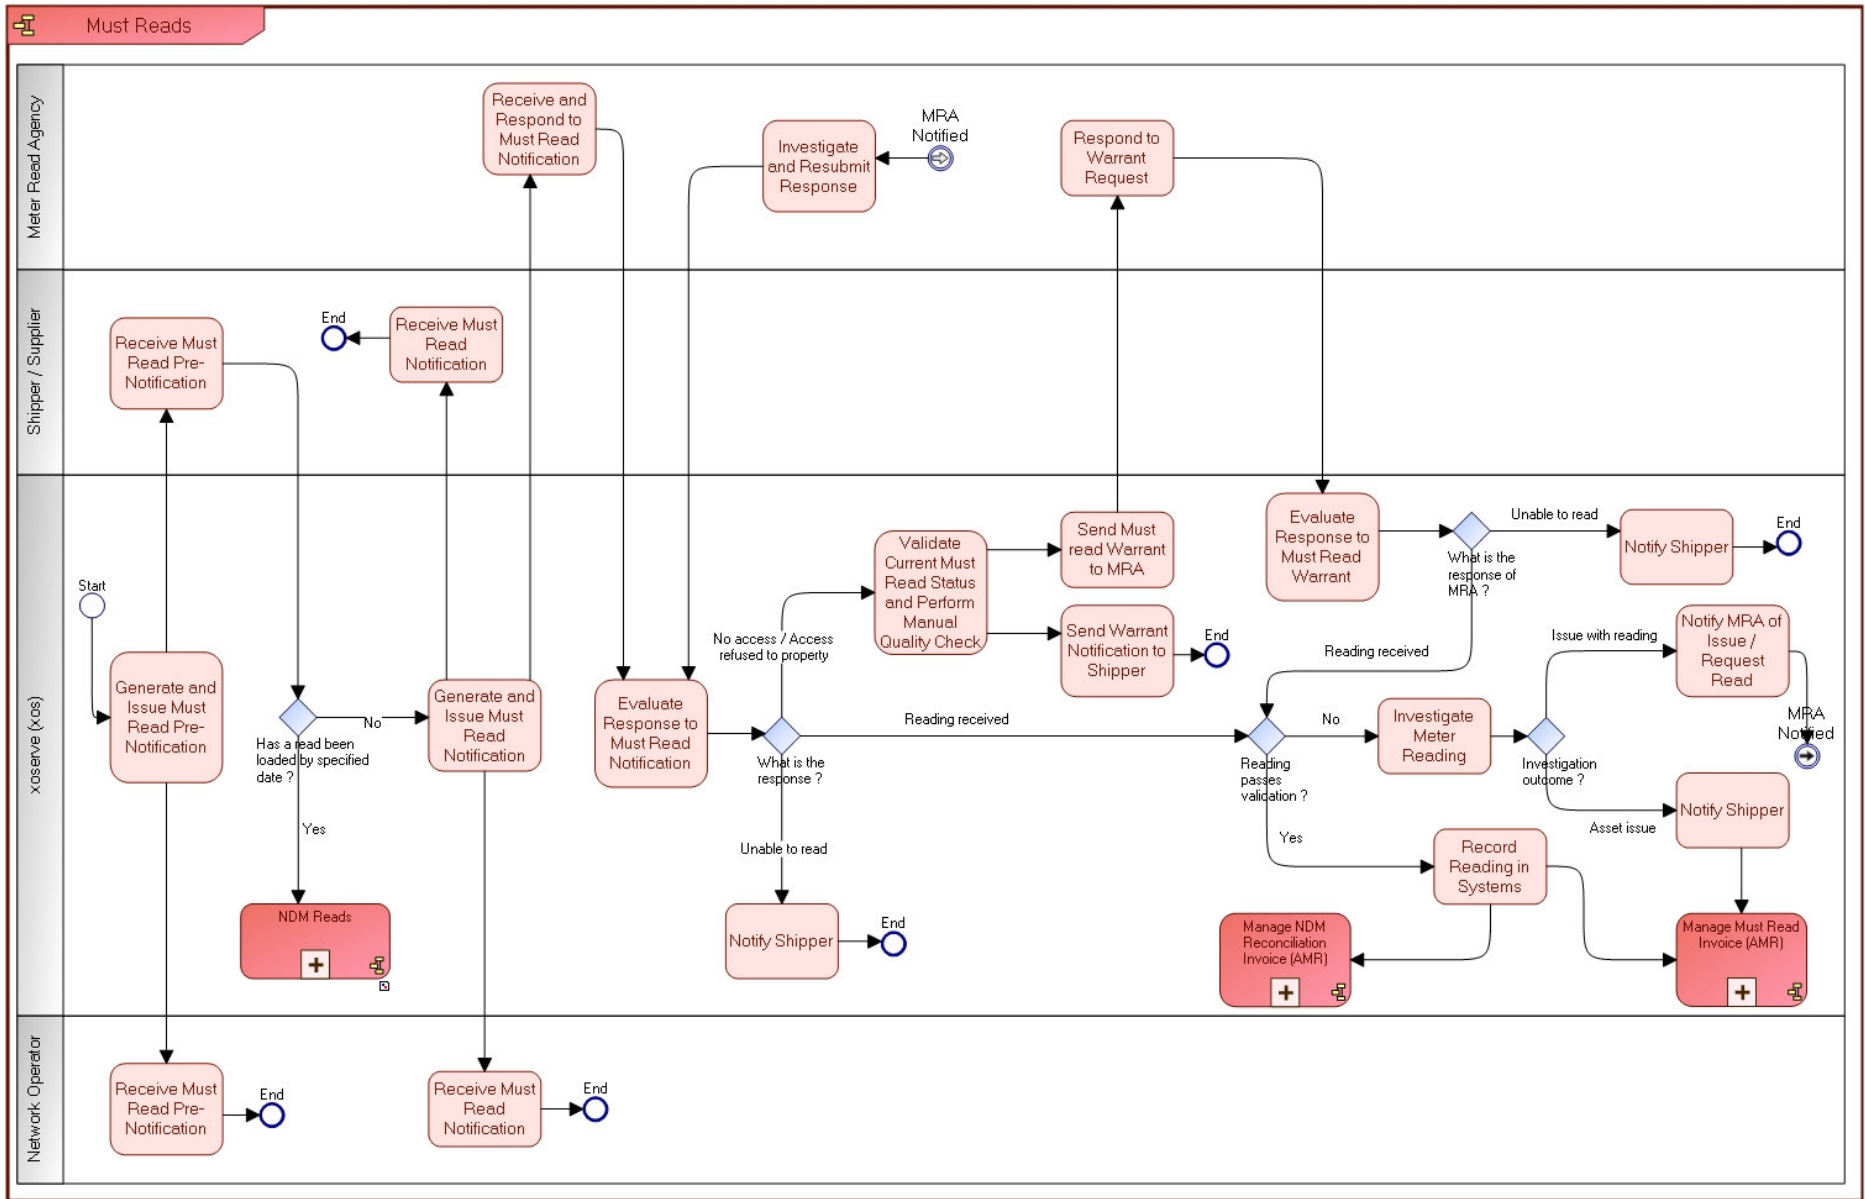 Must Reads
Meter Read Agency
Receive and
Respond to
Must Read
Notification
Investigate
and Resubmit
Response
MRA
Notified
Respond to
Warrant
Request
Shipper / Supplier
Receive Must
Read Pre-
Notification
End
Receive Must
Read
Notification
xoserve (xos)
Start
Generate and
Issue Must
Read Pre-
Notification
Has a read been
loaded by specified
date ?
No
Yes
NDM Reads
Generate and
Issue Must
Read
Notification
Evaluate
Response to
Must Read
Notification
What is the
response ?
No access / Access
refused to property
Reading received
Unable to read
Notify Shipper
End
Validate
Current Must
Read Status
and Perform
Manual
Quality Check
Send Must
read Warrant
to MRA
Send Warrant
Notification to
Shipper
End
Evaluate
Response to
Must Read
Warrant
What is the
response of
MRA ?
Unable to read
Notify Shipper
End
Reading received
Reading
passes
validation ?
No
Yes
Investigate
Meter
Reading
Investigation
outcome ?
Issue with reading
Notify MRA of
Issue /
Request
Read
MRA
Notified
Asset issue
Notify Shipper
Record
Reading in
Systems
Manage NDM
Reconciliation
Invoice (AMR)
Manage Must Read
Invoice (AMR)
Network Operator
Receive Must
Read Pre-
Notification
End
Receive Must
Read
Notification
End